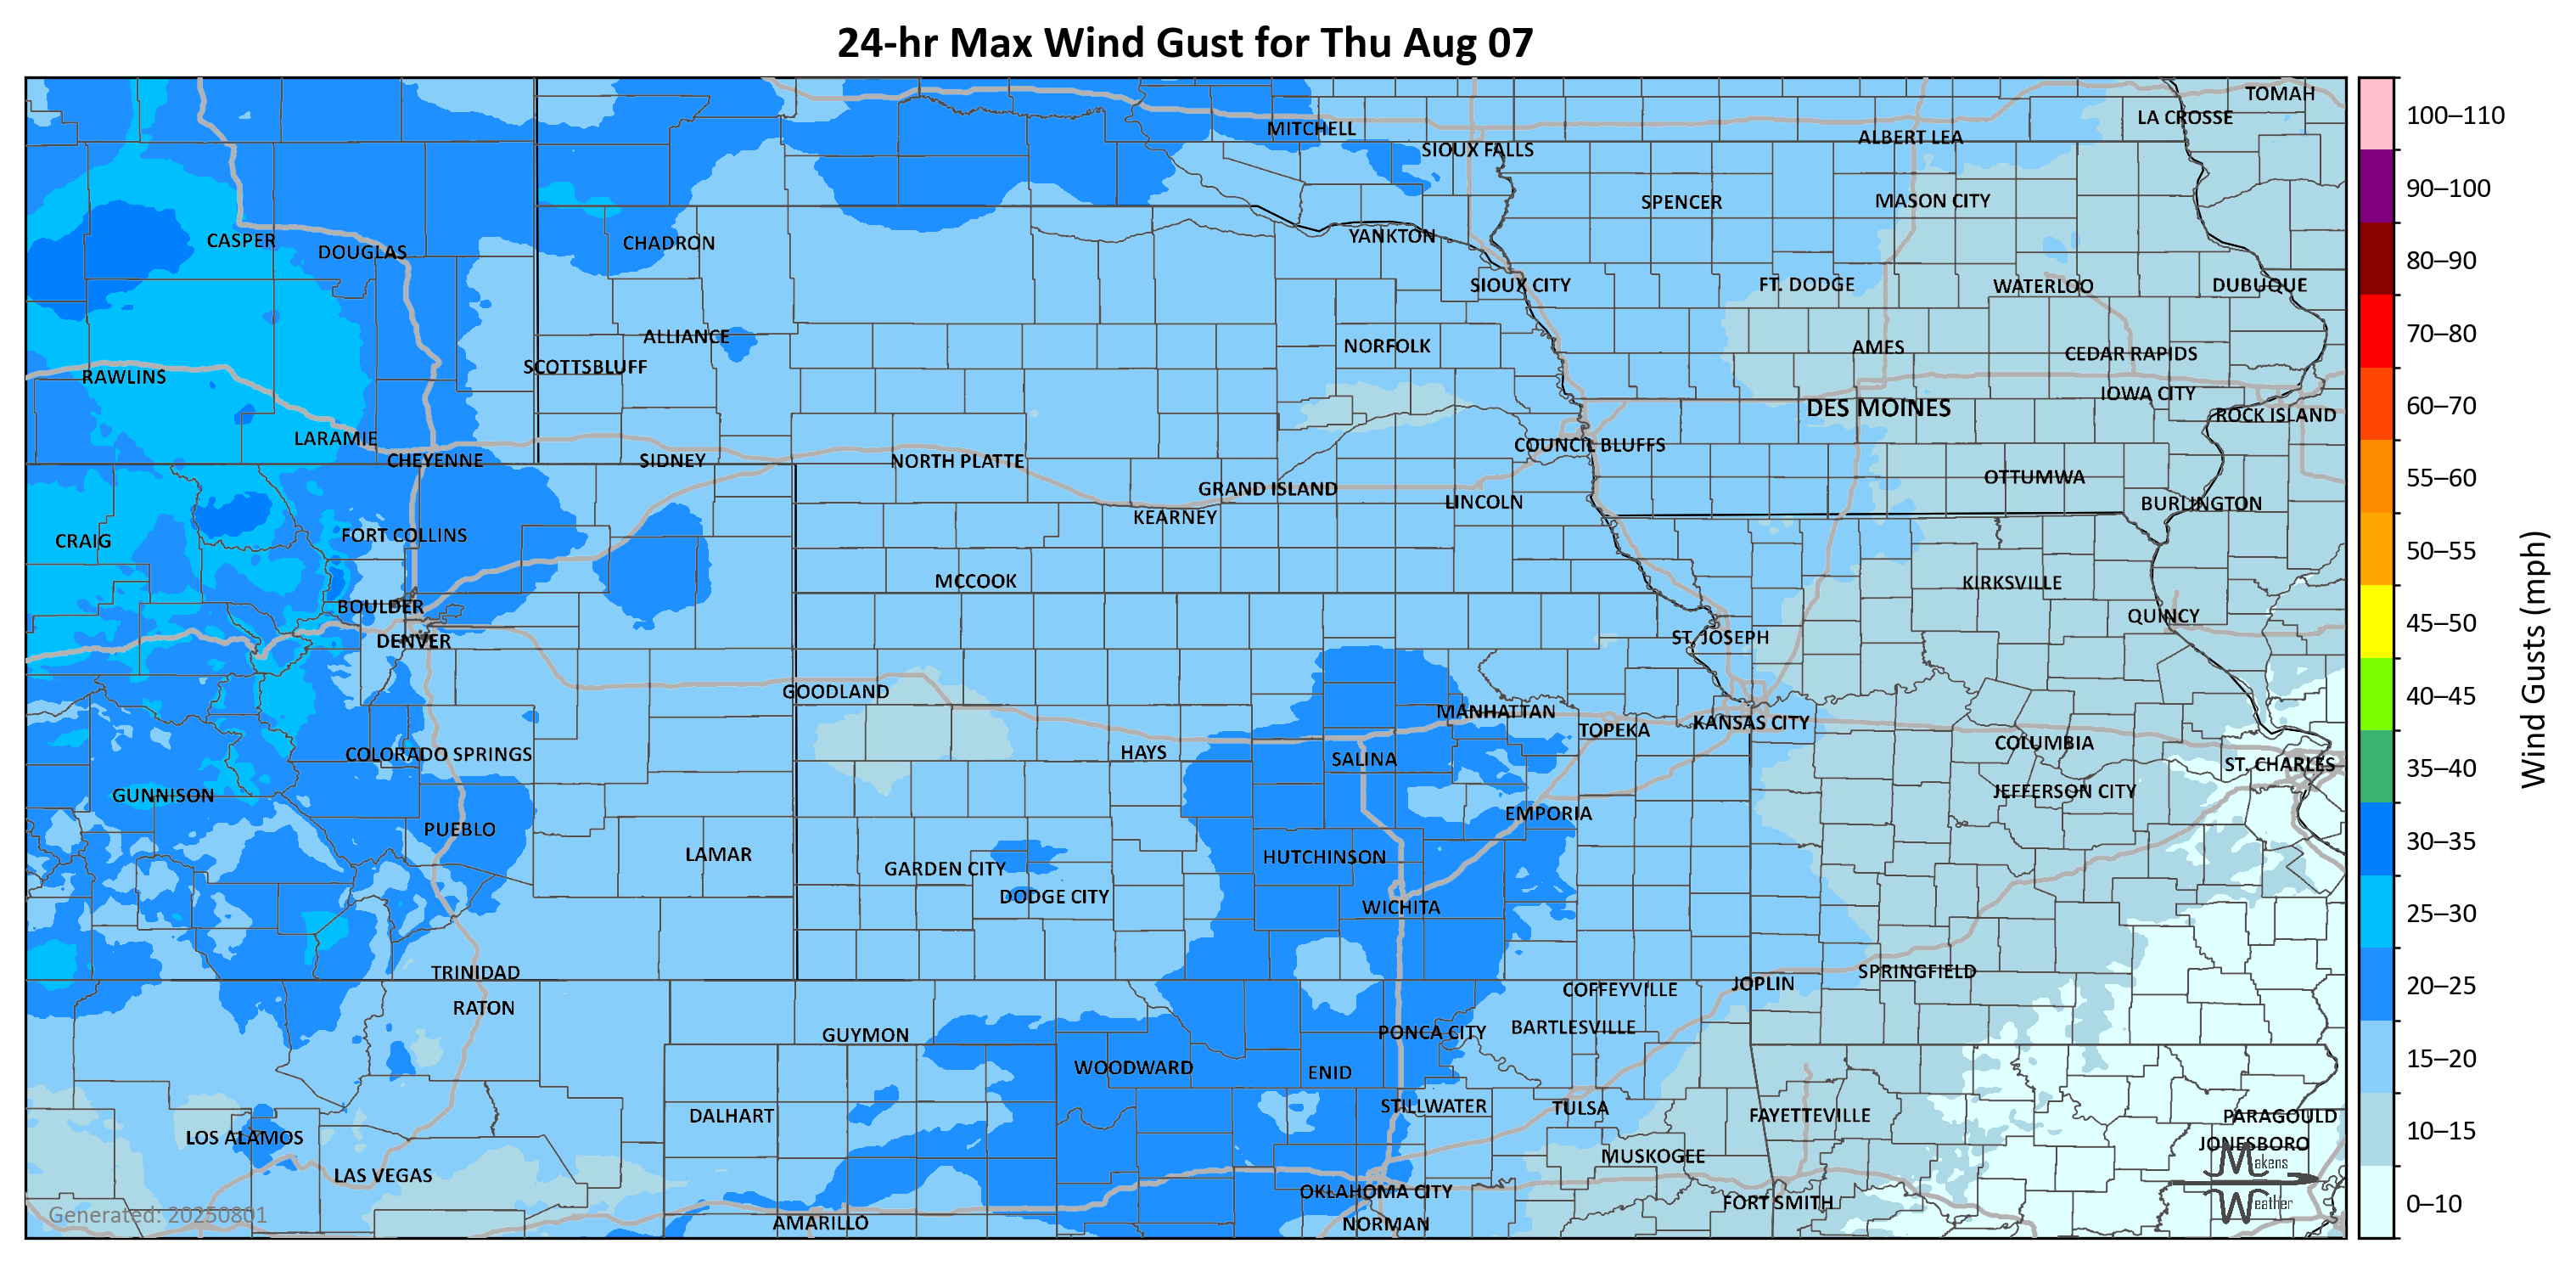 24-hr Max Wind Gust for Thu Aug 07
TOMAH
LA CROSSE
MITCHELL
ALBERT LEA
SIOUX FALLS
SPENCER
MASON CITY
CASPER
DOUGLAS
CHADRON
YANKTON
SIOUX CITY
FT. DODGE
WATERLOO
DUBUQUE
ALLIANCE
NORFOLK
AMES
CEDAR RAPIDS
SCOTTSBLUFF
RAWLINS
IOWA CITY
DES MOINES
ROCK ISLAND
LARAMIE
COUNCIL BLUFFS
CHEYENNE
SIDNEY
NORTH PLATTE
OTTUMWA
GRAND ISLAND
LINCOLN
BURLINGTON
KEARNEY
FORT COLLINS
CRAIG
MCCOOK
KIRKSVILLE
BOULDER
QUINCY
DENVER
ST. JOSEPH
GOODLAND
MANHATTAN
TOPEKA
KANSAS CITY
COLUMBIA
COLORADO SPRINGS
HAYS
SALINA
ST. CHARLES
GUNNISON
JEFFERSON CITY
EMPORIA
PUEBLO
LAMAR
HUTCHINSON
GARDEN CITY
DODGE CITY
WICHITA
TRINIDAD
SPRINGFIELD
JOPLIN
COFFEYVILLE
RATON
GUYMON
PONCA CITY
BARTLESVILLE
WOODWARD
ENID
STILLWATER
TULSA
DALHART
FAYETTEVILLE
PARAGOULD
LOS ALAMOS
JONESBORO
MUSKOGEE
LAS VEGAS
OKLAHOMA CITY
FORT SMITH
AMARILLO
NORMAN
Generated: 20250801
Makens
Weather
100–110
90–100
80–90
70–80
60–70
55–60
50–55
45–50
40–45
35–40
30–35
25–30
20–25
15–20
10–15
0–10
Wind Gusts (mph)